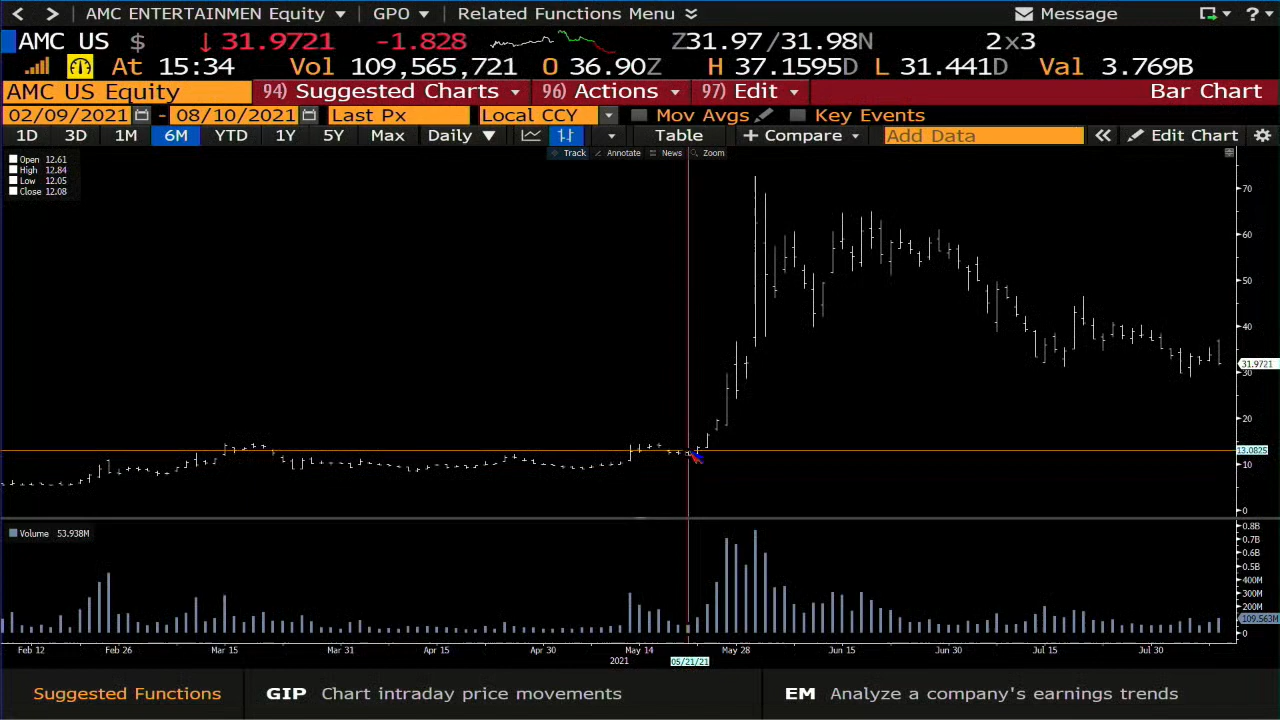 < > AMC ENTERTAINMEN Equity GPO Related Functions Menu Message ?
AMC US $ ↓31.9721 -1.828 Z31.97/31.98N 2x3
At 15:34 Vol 109,565,721 O 36.90Z H 37.1595D L 31.441D Val 3.769B
AMC US Equity 94) Suggested Charts 96) Actions 97) Edit Bar Chart
02/09/2021 - 08/10/2021 Last Px Local CCY Mov Avgs Key Events
1D 3D 1M 6M YTD 1Y 5Y Max Daily ▼ Table + Compare Add Data « Edit Chart
Track Annotate News Zoom
Open 12.61
High 12.84
Low 12.05
Close 12.08
70
60
50
40
31.9721
30
20
13.0825
10
0
Volume 53.938M
0.8B
0.7B
0.6B
0.5B
400M
300M
200M
109.563M
0
Feb 12 Feb 26 Mar 15 Mar 31 Apr 15 Apr 30 May 14 May 28 Jun 15 Jun 30 Jul 15 Jul 30
2021 05/21/21
Suggested Functions GIP Chart intraday price movements EM Analyze a company's earnings trends